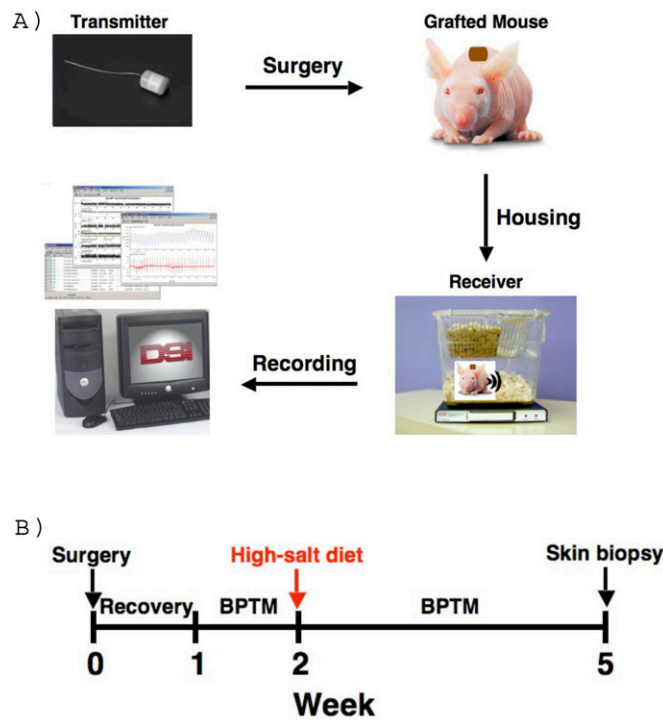 A)
Transmitter
Grafted Mouse
Surgery
Housing
Receiver
DSI
Recording
B)
Surgery
High-salt diet
Skin biopsy
Recovery
BPTM
BPTM
0
1
2
5
Week